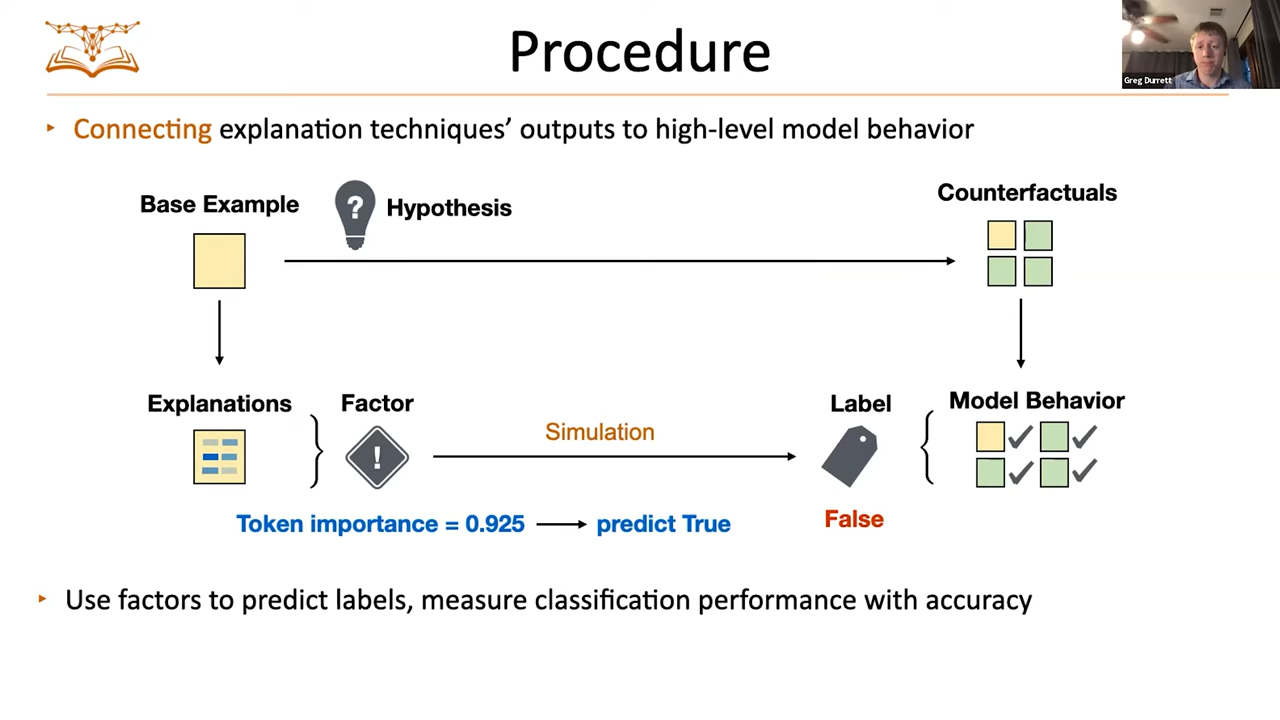 Procedure
Greg Durrett
‣ Connecting explanation techniques’ outputs to high-level model behavior
Base Example
? Hypothesis
Counterfactuals
Explanations
Factor
!
Simulation
Label
Model Behavior
Token importance = 0.925 → predict True
False
‣ Use factors to predict labels, measure classification performance with accuracy